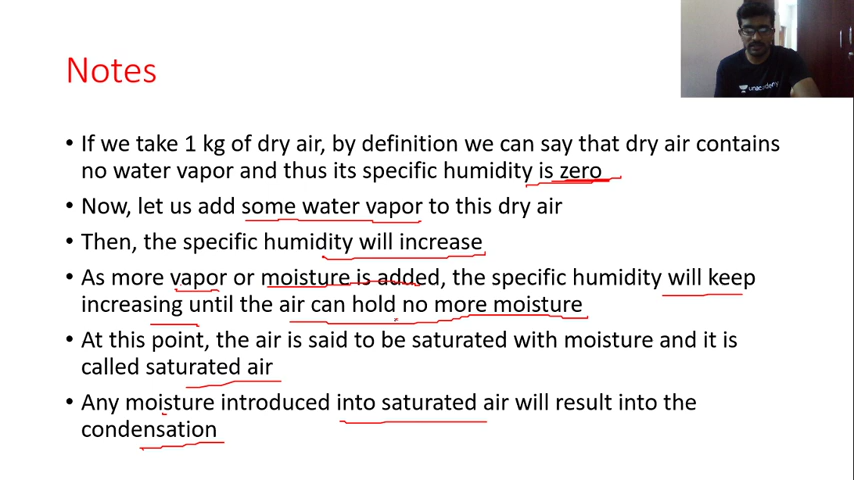 Notes
• If we take 1 kg of dry air, by definition we can say that dry air contains
no water vapor and thus its specific humidity is zero
• Now, let us add some water vapor to this dry air
• Then, the specific humidity will increase
• As more vapor or moisture is added, the specific humidity will keep
increasing until the air can hold no more moisture
• At this point, the air is said to be saturated with moisture and it is
called saturated air
• Any moisture introduced into saturated air will result into the
condensation
unacademy